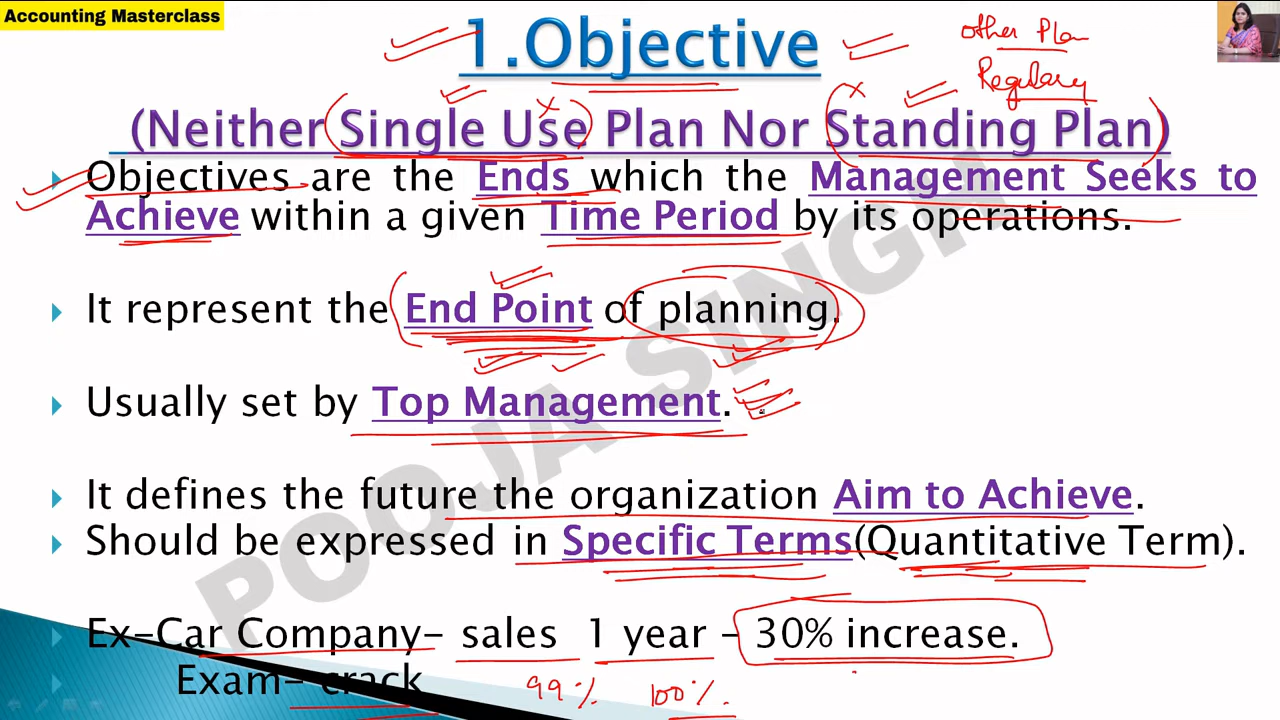 Accounting Masterclass
1.Objective
other Plan
Regulary
(Neither Single Use Plan Nor Standing Plan)
Objectives are the Ends which the Management Seeks to
Achieve within a given Time Period by its operations.
It represent the End Point of planning.
Usually set by Top Management.
It defines the future the organization Aim to Achieve.
Should be expressed in Specific Terms(Quantitative Term).
Ex-Car Company- sales 1 year - 30% increase.
Exam- crack
99% 100%
POOJA SINGH